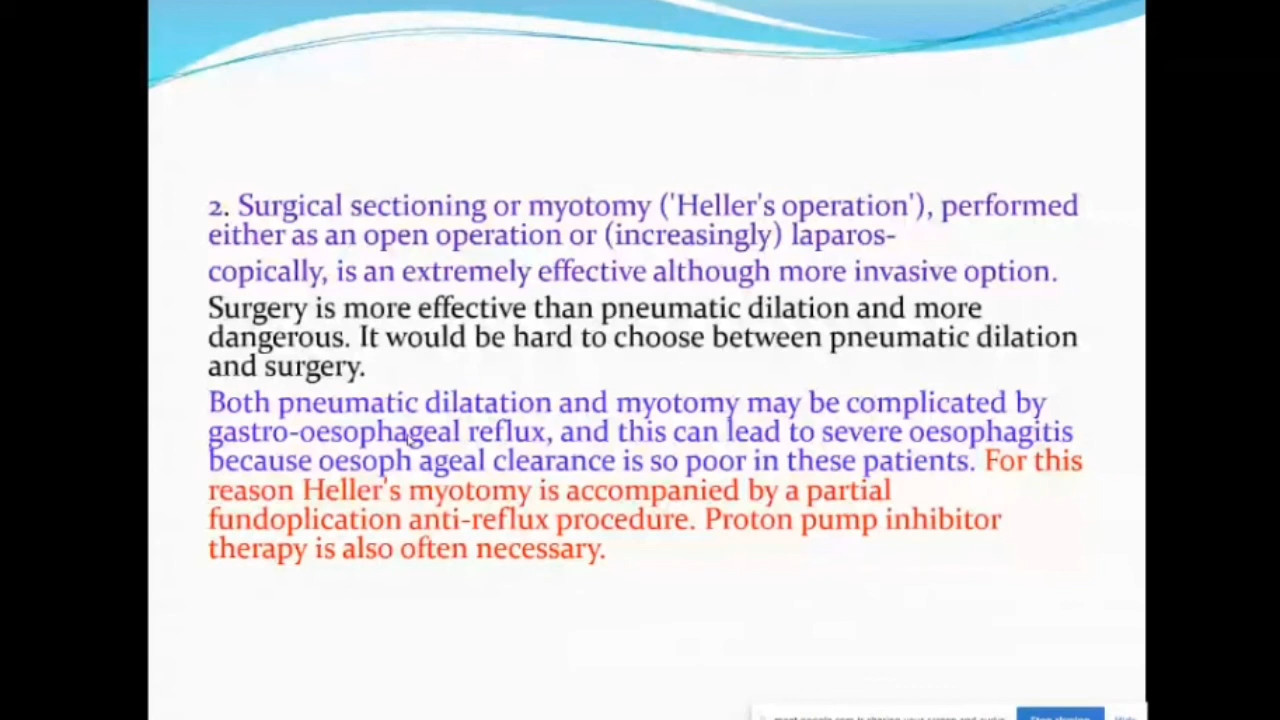 2. Surgical sectioning or myotomy ('Heller's operation'), performed
either as an open operation or (increasingly) laparos-
copically, is an extremely effective although more invasive option.
Surgery is more effective than pneumatic dilation and more
dangerous. It would be hard to choose between pneumatic dilation
and surgery.
Both pneumatic dilatation and myotomy may be complicated by
gastro-oesophageal reflux, and this can lead to severe oesophagitis
because oesoph ageal clearance is so poor in these patients. For this
reason Heller's myotomy is accompanied by a partial
fundoplication anti-reflux procedure. Proton pump inhibitor
therapy is also often necessary.